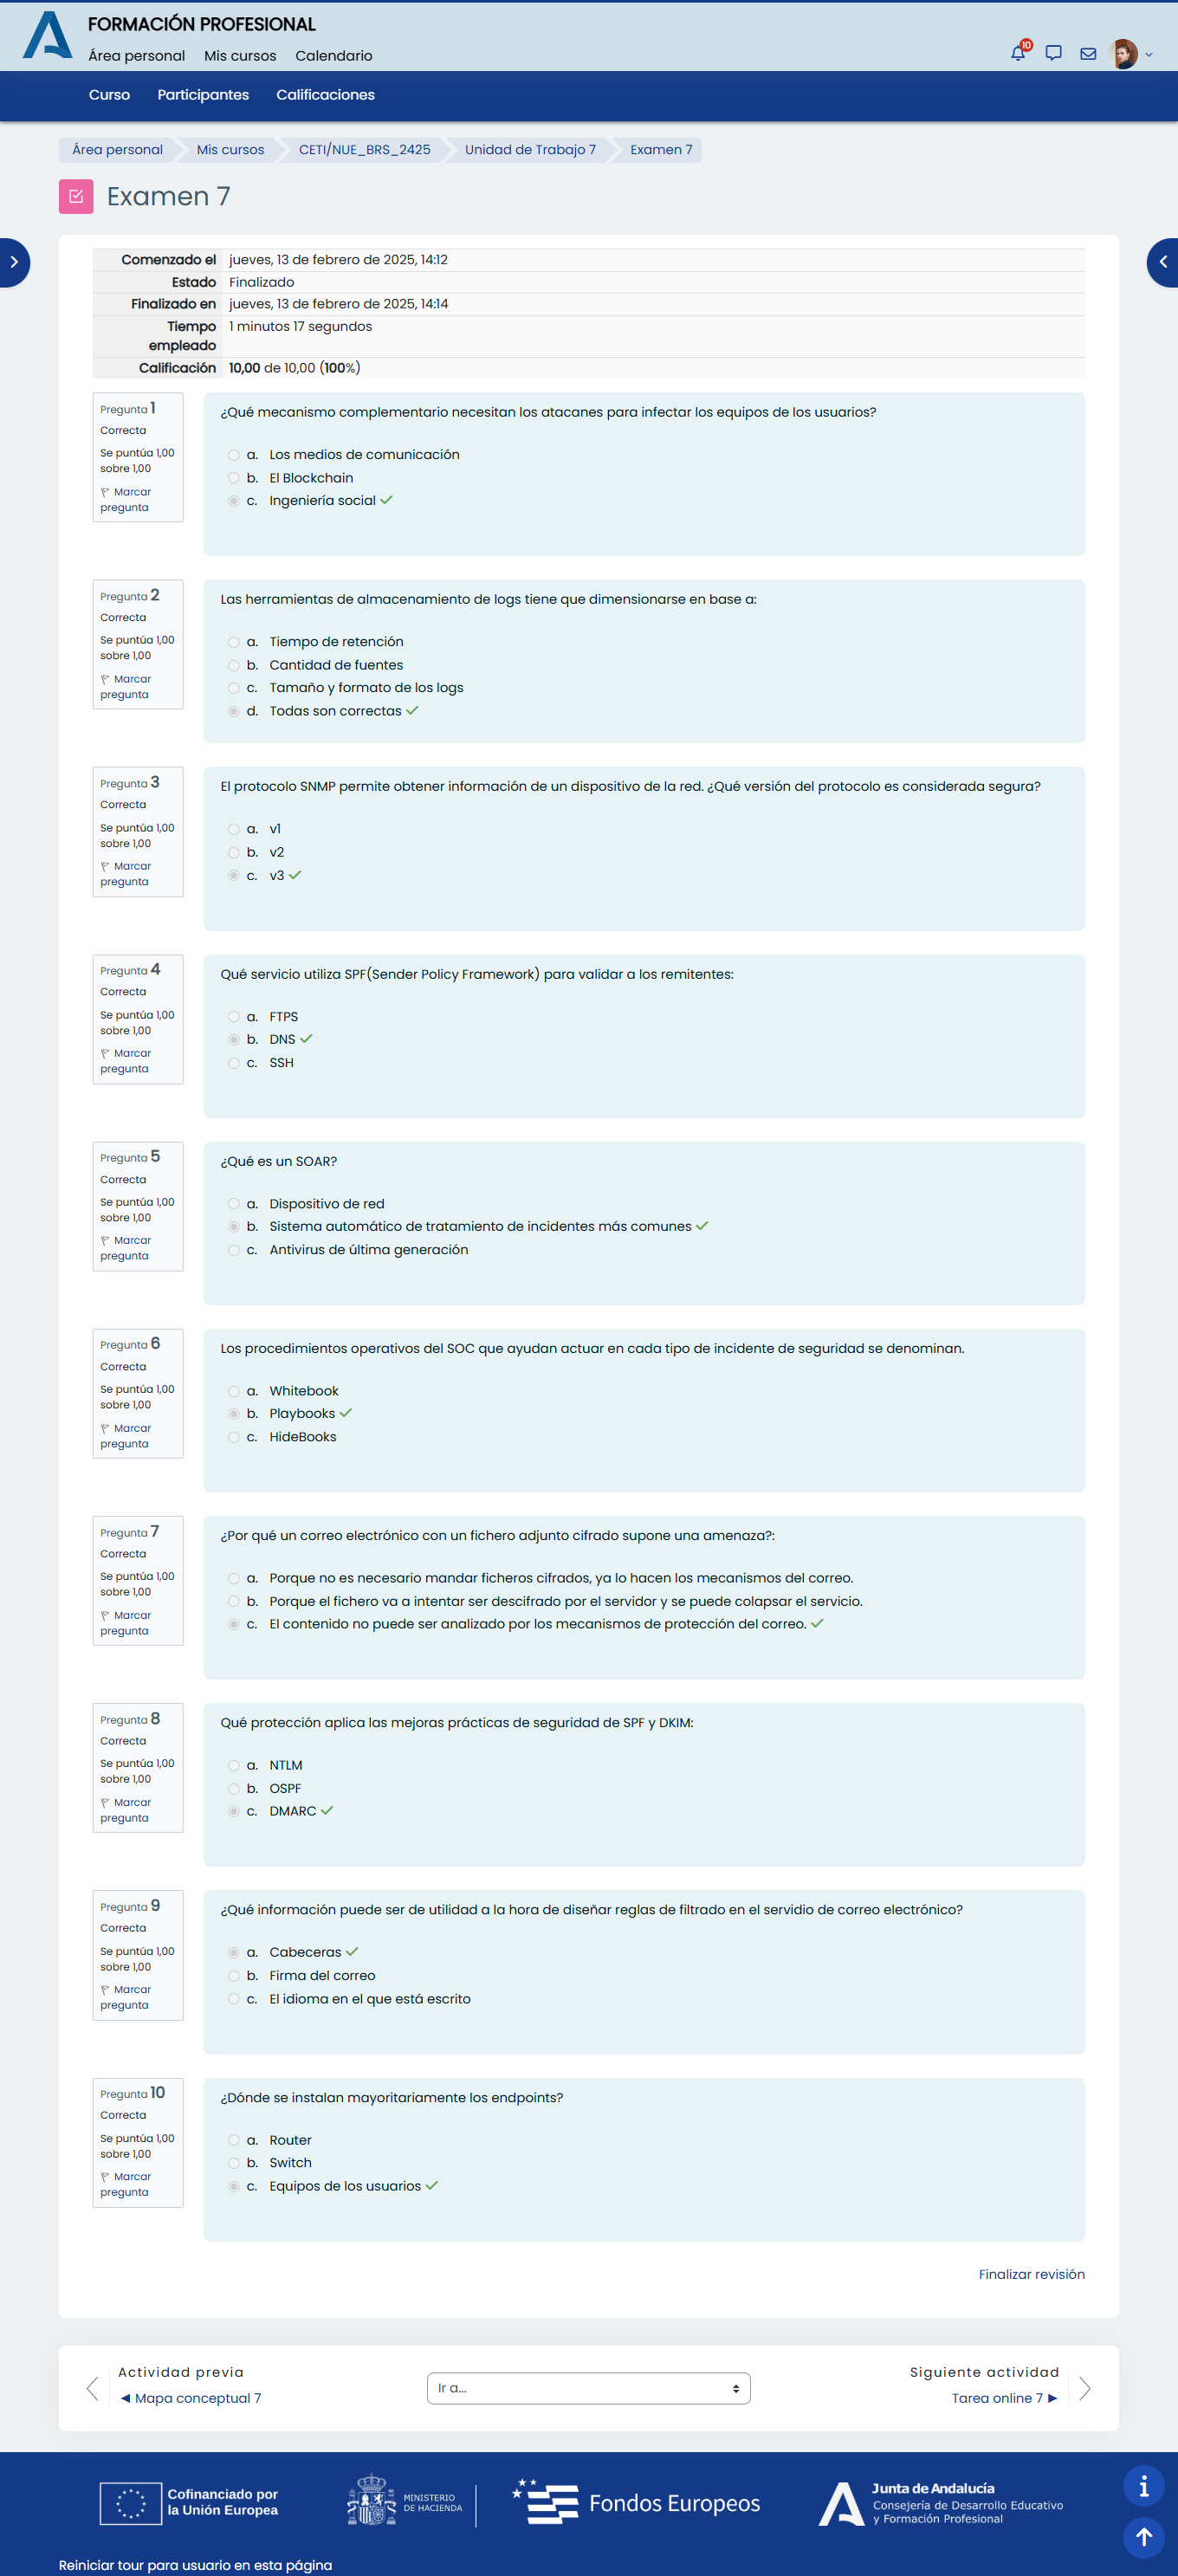 FORMACIÓN PROFESIONAL
Área personal Mis cursos Calendario
10
Curso Participantes Calificaciones
Área personal Mis cursos CETI/NUE_BRS_2425 Unidad de Trabajo 7 Examen 7
Examen 7
Comenzado el jueves, 13 de febrero de 2025, 14:12
Estado Finalizado
Finalizado en jueves, 13 de febrero de 2025, 14:14
Tiempo empleado 1 minutos 17 segundos
Calificación 10,00 de 10,00 (100%)
Pregunta 1
Correcta
Se puntúa 1,00
sobre 1,00
Marcar
pregunta
¿Qué mecanismo complementario necesitan los atacanes para infectar los equipos de los usuarios?
a. Los medios de comunicación
b. El Blockchain
c. Ingeniería social
Pregunta 2
Correcta
Se puntúa 1,00
sobre 1,00
Marcar
pregunta
Las herramientas de almacenamiento de logs tiene que dimensionarse en base a:
a. Tiempo de retención
b. Cantidad de fuentes
c. Tamaño y formato de los logs
d. Todas son correctas
Pregunta 3
Correcta
Se puntúa 1,00
sobre 1,00
Marcar
pregunta
El protocolo SNMP permite obtener información de un dispositivo de la red. ¿Qué versión del protocolo es considerada segura?
a. v1
b. v2
c. v3
Pregunta 4
Correcta
Se puntúa 1,00
sobre 1,00
Marcar
pregunta
Qué servicio utiliza SPF(Sender Policy Framework) para validar a los remitentes:
a. FTPS
b. DNS
c. SSH
Pregunta 5
Correcta
Se puntúa 1,00
sobre 1,00
Marcar
pregunta
¿Qué es un SOAR?
a. Dispositivo de red
b. Sistema automático de tratamiento de incidentes más comunes
c. Antivirus de última generación
Pregunta 6
Correcta
Se puntúa 1,00
sobre 1,00
Marcar
pregunta
Los procedimientos operativos del SOC que ayudan actuar en cada tipo de incidente de seguridad se denominan.
a. Whitebook
b. Playbooks
c. HideBooks
Pregunta 7
Correcta
Se puntúa 1,00
sobre 1,00
Marcar
pregunta
¿Por qué un correo electrónico con un fichero adjunto cifrado supone una amenaza?:
a. Porque no es necesario mandar ficheros cifrados, ya lo hacen los mecanismos del correo.
b. Porque el fichero va a intentar ser descifrado por el servidor y se puede colapsar el servicio.
c. El contenido no puede ser analizado por los mecanismos de protección del correo.
Pregunta 8
Correcta
Se puntúa 1,00
sobre 1,00
Marcar
pregunta
Qué protección aplica las mejoras prácticas de seguridad de SPF y DKIM:
a. NTLM
b. OSPF
c. DMARC
Pregunta 9
Correcta
Se puntúa 1,00
sobre 1,00
Marcar
pregunta
¿Qué información puede ser de utilidad a la hora de diseñar reglas de filtrado en el servidio de correo electrónico?
a. Cabeceras
b. Firma del correo
c. El idioma en el que está escrito
Pregunta 10
Correcta
Se puntúa 1,00
sobre 1,00
Marcar
pregunta
¿Dónde se instalan mayoritariamente los endpoints?
a. Router
b. Switch
c. Equipos de los usuarios
Finalizar revisión
Actividad previa
◄ Mapa conceptual 7
Ir a...
Siguiente actividad
Tarea online 7 ►
Cofinanciado por
la Unión Europea
MINISTERIO
DE HACIENDA
Fondos Europeos
Junta de Andalucía
Consejería de Desarrollo Educativo
y Formación Profesional
Reiniciar tour para usuario en esta página